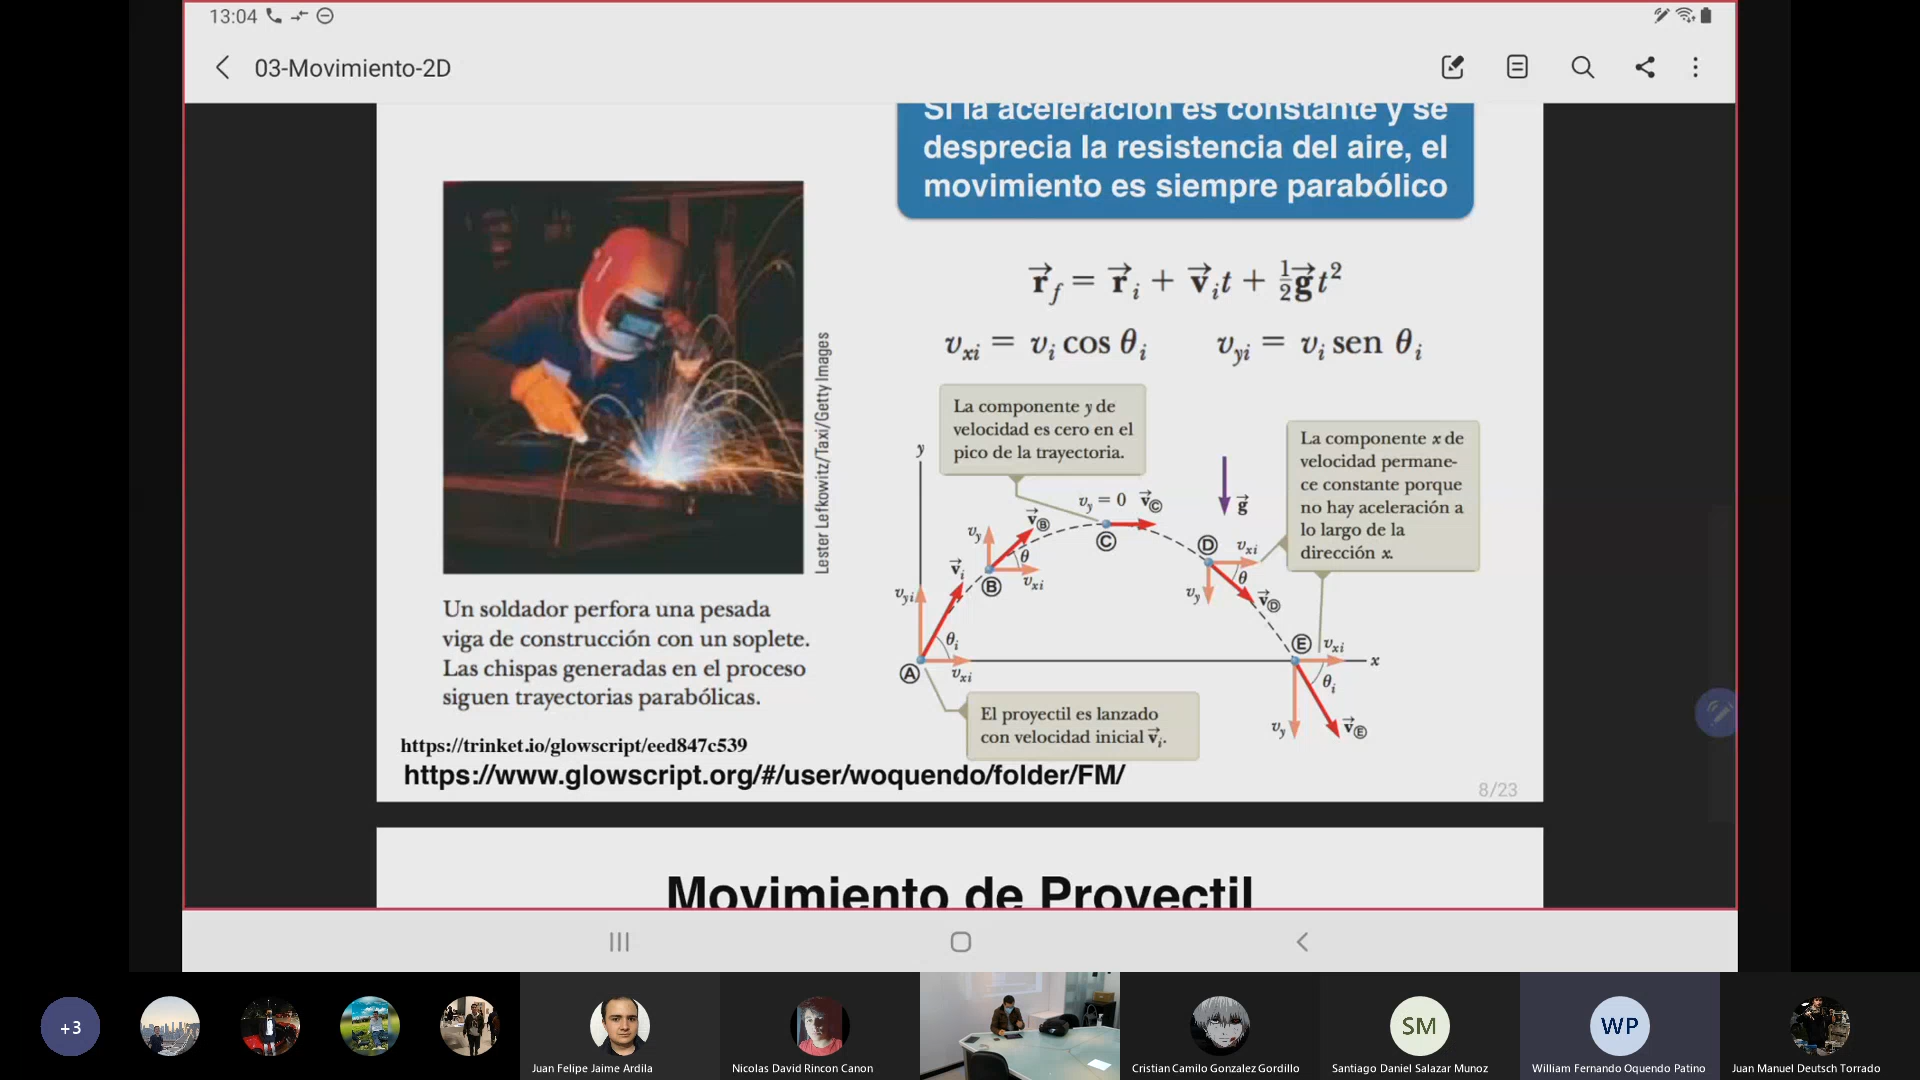 13:04
03-Movimiento-2D
Si la aceleración es constante y se
desprecia la resistencia del aire, el
movimiento es siempre parabólico
r⃗f = r⃗i + v⃗it + ½g⃗t²
vxi = vi cos θi    vyi = vi sen θi
Lester Lefkowitz/Taxi/Getty Images
La componente y de
velocidad es cero en el
pico de la trayectoria.
La componente x de
velocidad permane-
ce constante porque
no hay aceleración a
lo largo de la
dirección x.
y
vy = 0 v⃗Ⓒ
g⃗
vy
v⃗Ⓑ
θ
Ⓑ
vxi
Ⓒ
Ⓓ
vxi
θ
vy
v⃗Ⓓ
v⃗i
vyi
θi
Ⓐ
vxi
Ⓔ
vxi
x
θi
vy
v⃗Ⓔ
El proyectil es lanzado
con velocidad inicial v⃗i.
Un soldador perfora una pesada
viga de construcción con un soplete.
Las chispas generadas en el proceso
siguen trayectorias parabólicas.
https://trinket.io/glowscript/eed847c539
https://www.glowscript.org/#/user/woquendo/folder/FM/
8/23
Movimiento de Proyectil
+3
Juan Felipe Jaime Ardila
Nicolas David Rincon Canon
Cristian Camilo Gonzalez Gordillo
SM
Santiago Daniel Salazar Munoz
WP
William Fernando Oquendo Patino
Juan Manuel Deutsch Torrado